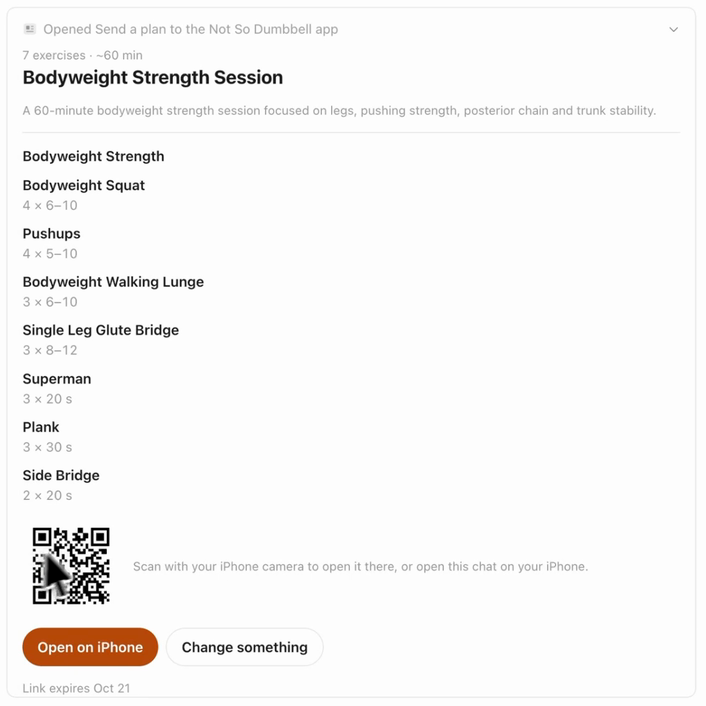 Opened Send a plan to the Not So Dumbbell app
7 exercises · ~60 min
Bodyweight Strength Session
A 60-minute bodyweight strength session focused on legs, pushing strength, posterior chain and trunk stability.
Bodyweight Strength
Bodyweight Squat
4 × 6–10
Pushups
4 × 5–10
Bodyweight Walking Lunge
3 × 6–10
Single Leg Glute Bridge
3 × 8–12
Superman
3 × 20 s
Plank
3 × 30 s
Side Bridge
2 × 20 s
Scan with your iPhone camera to open it there, or open this chat on your iPhone.
Open on iPhone
Change something
Link expires Oct 21